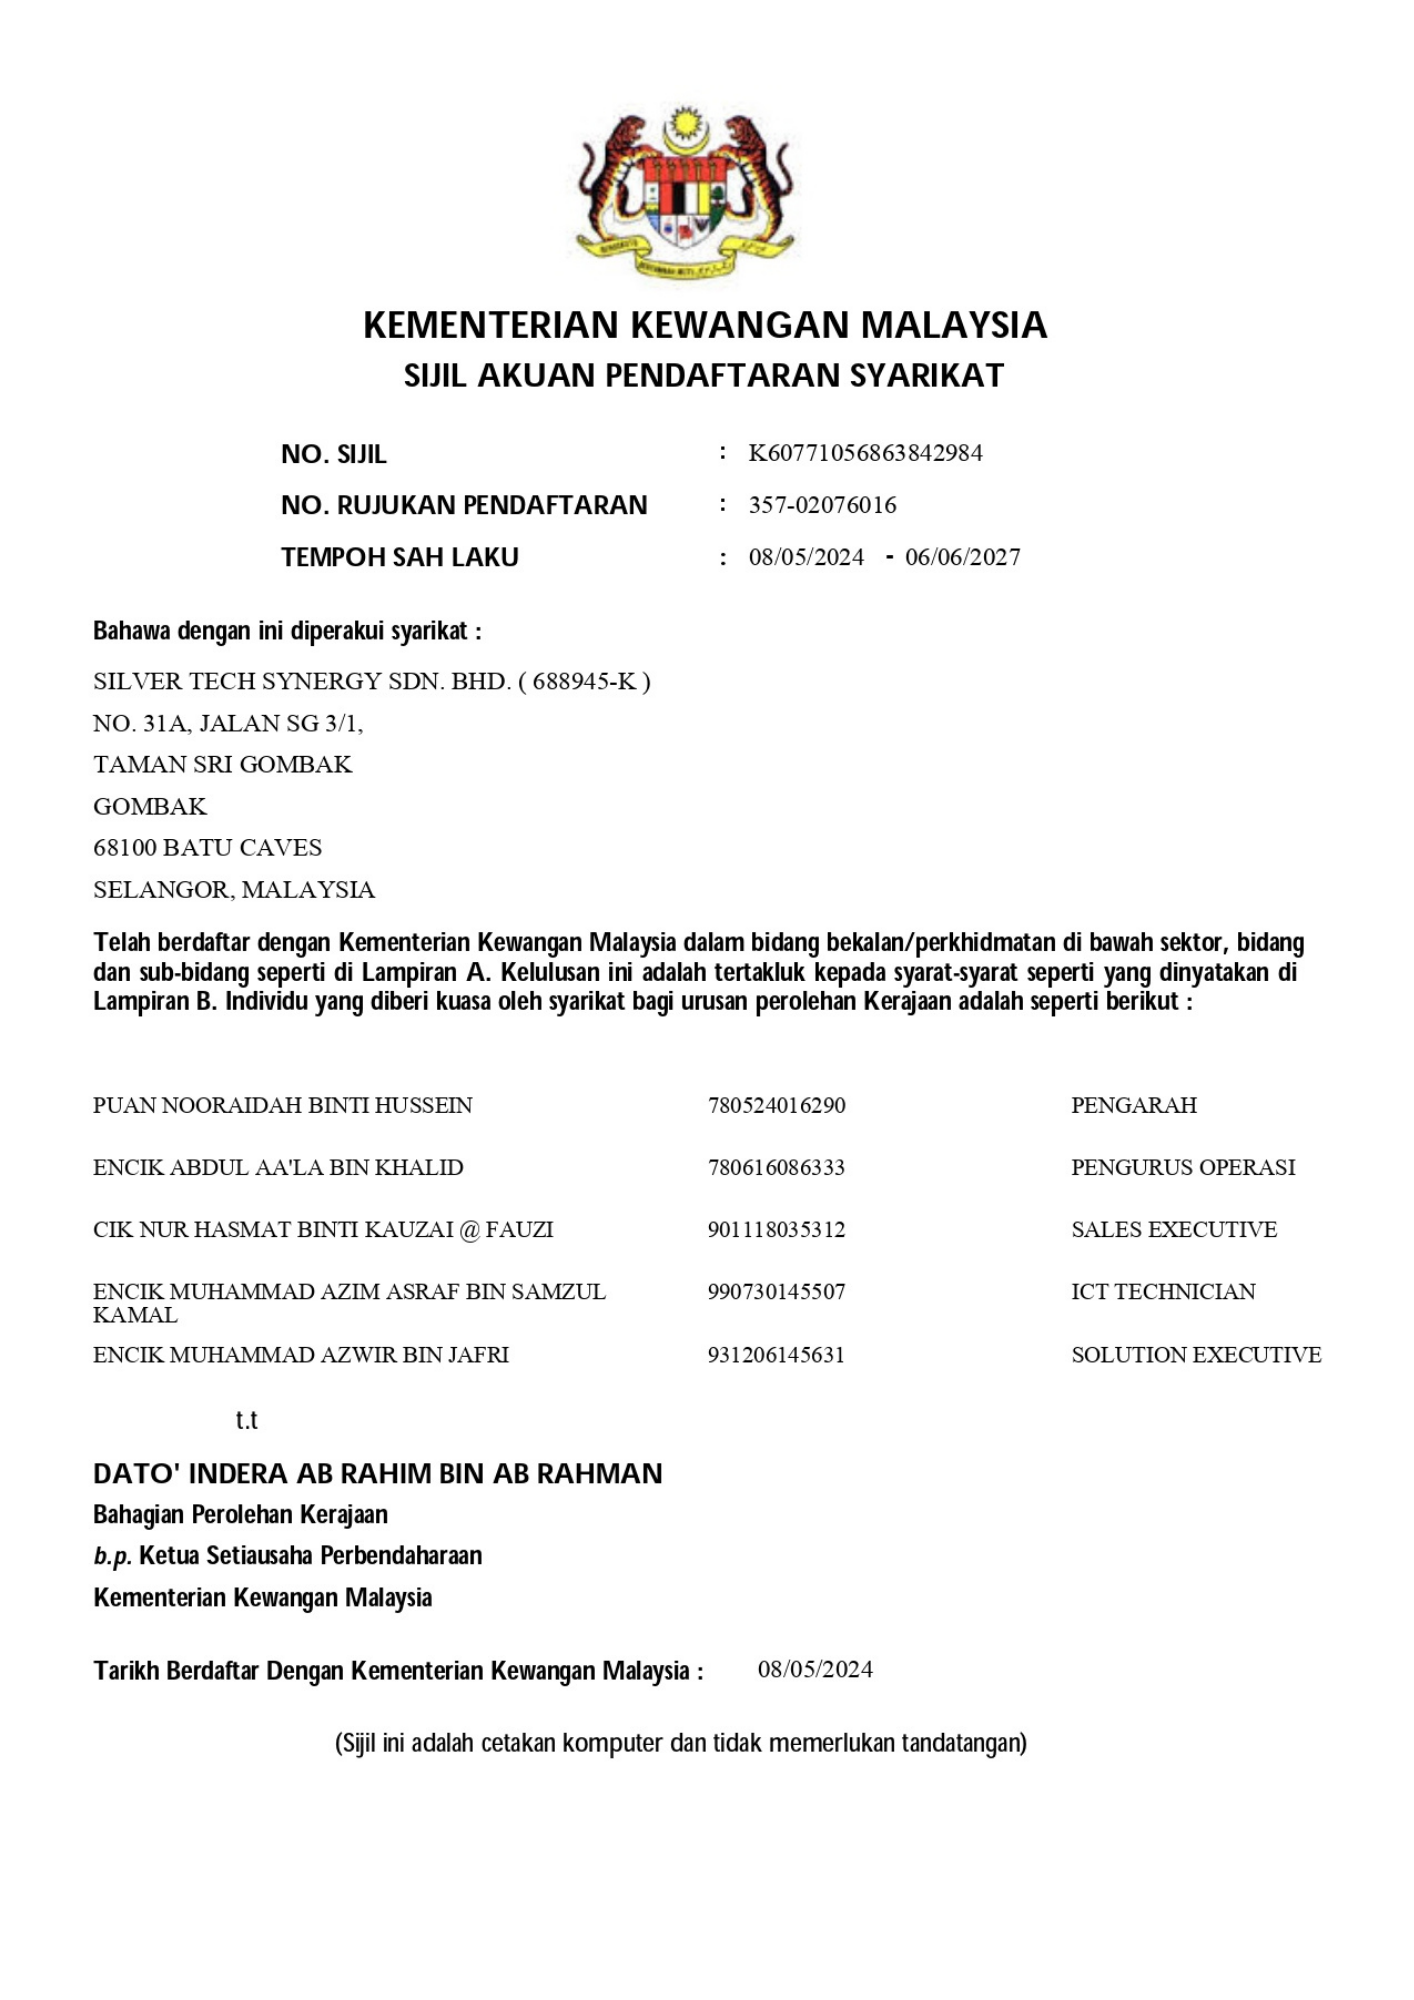 KEMENTERIAN KEWANGAN MALAYSIA
SIJIL AKUAN PENDAFTARAN SYARIKAT
NO. SIJIL : K60771056863842984
NO. RUJUKAN PENDAFTARAN : 357-02076016
TEMPOH SAH LAKU : 08/05/2024 - 06/06/2027
Bahawa dengan ini diperakui syarikat :
SILVER TECH SYNERGY SDN. BHD. ( 688945-K )
NO. 31A, JALAN SG 3/1,
TAMAN SRI GOMBAK
GOMBAK
68100 BATU CAVES
SELANGOR, MALAYSIA
Telah berdaftar dengan Kementerian Kewangan Malaysia dalam bidang bekalan/perkhidmatan di bawah sektor, bidang
dan sub-bidang seperti di Lampiran A. Kelulusan ini adalah tertakluk kepada syarat-syarat seperti yang dinyatakan di
Lampiran B. Individu yang diberi kuasa oleh syarikat bagi urusan perolehan Kerajaan adalah seperti berikut :
PUAN NOORAIDAH BINTI HUSSEIN 780524016290 PENGARAH
ENCIK ABDUL AA'LA BIN KHALID 780616086333 PENGURUS OPERASI
CIK NUR HASMAT BINTI KAUZAI @ FAUZI 901118035312 SALES EXECUTIVE
ENCIK MUHAMMAD AZIM ASRAF BIN SAMZUL 990730145507 ICT TECHNICIAN
KAMAL
ENCIK MUHAMMAD AZWIR BIN JAFRI 931206145631 SOLUTION EXECUTIVE
t.t
DATO' INDERA AB RAHIM BIN AB RAHMAN
Bahagian Perolehan Kerajaan
b.p. Ketua Setiausaha Perbendaharaan
Kementerian Kewangan Malaysia
Tarikh Berdaftar Dengan Kementerian Kewangan Malaysia : 08/05/2024
(Sijil ini adalah cetakan komputer dan tidak memerlukan tandatangan)